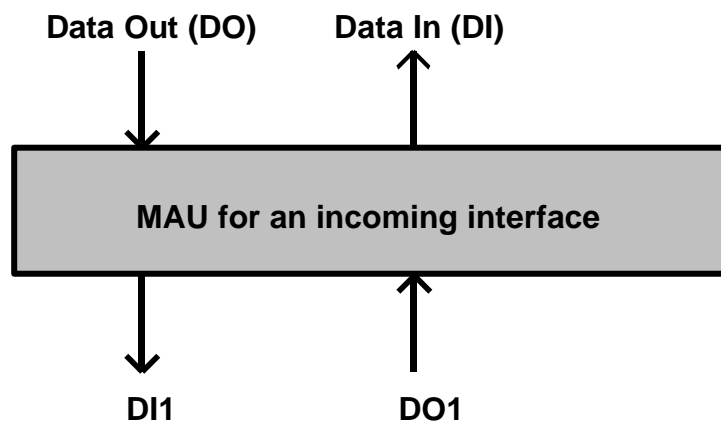 Data Out (DO) Data In (DI)
MAU for an incoming interface
DI1 DO1